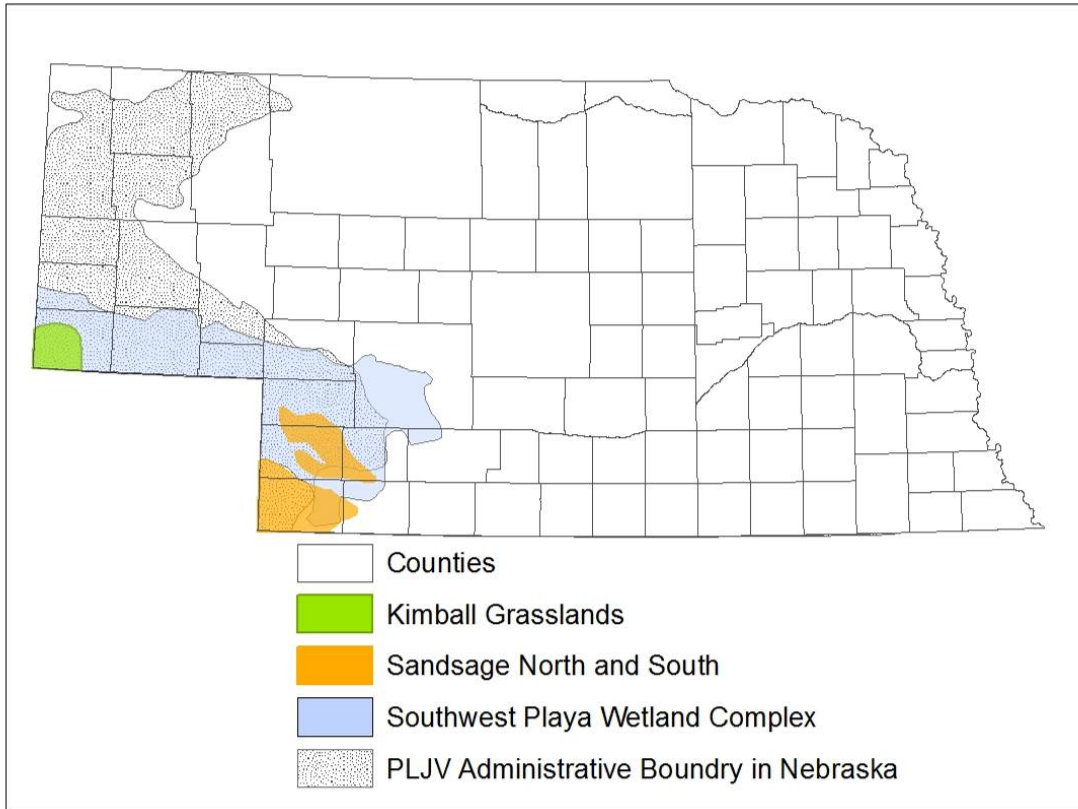 Counties
Kimball Grasslands
Sandsage North and South
Southwest Playa Wetland Complex
PLJV Administrative Boundry in Nebraska